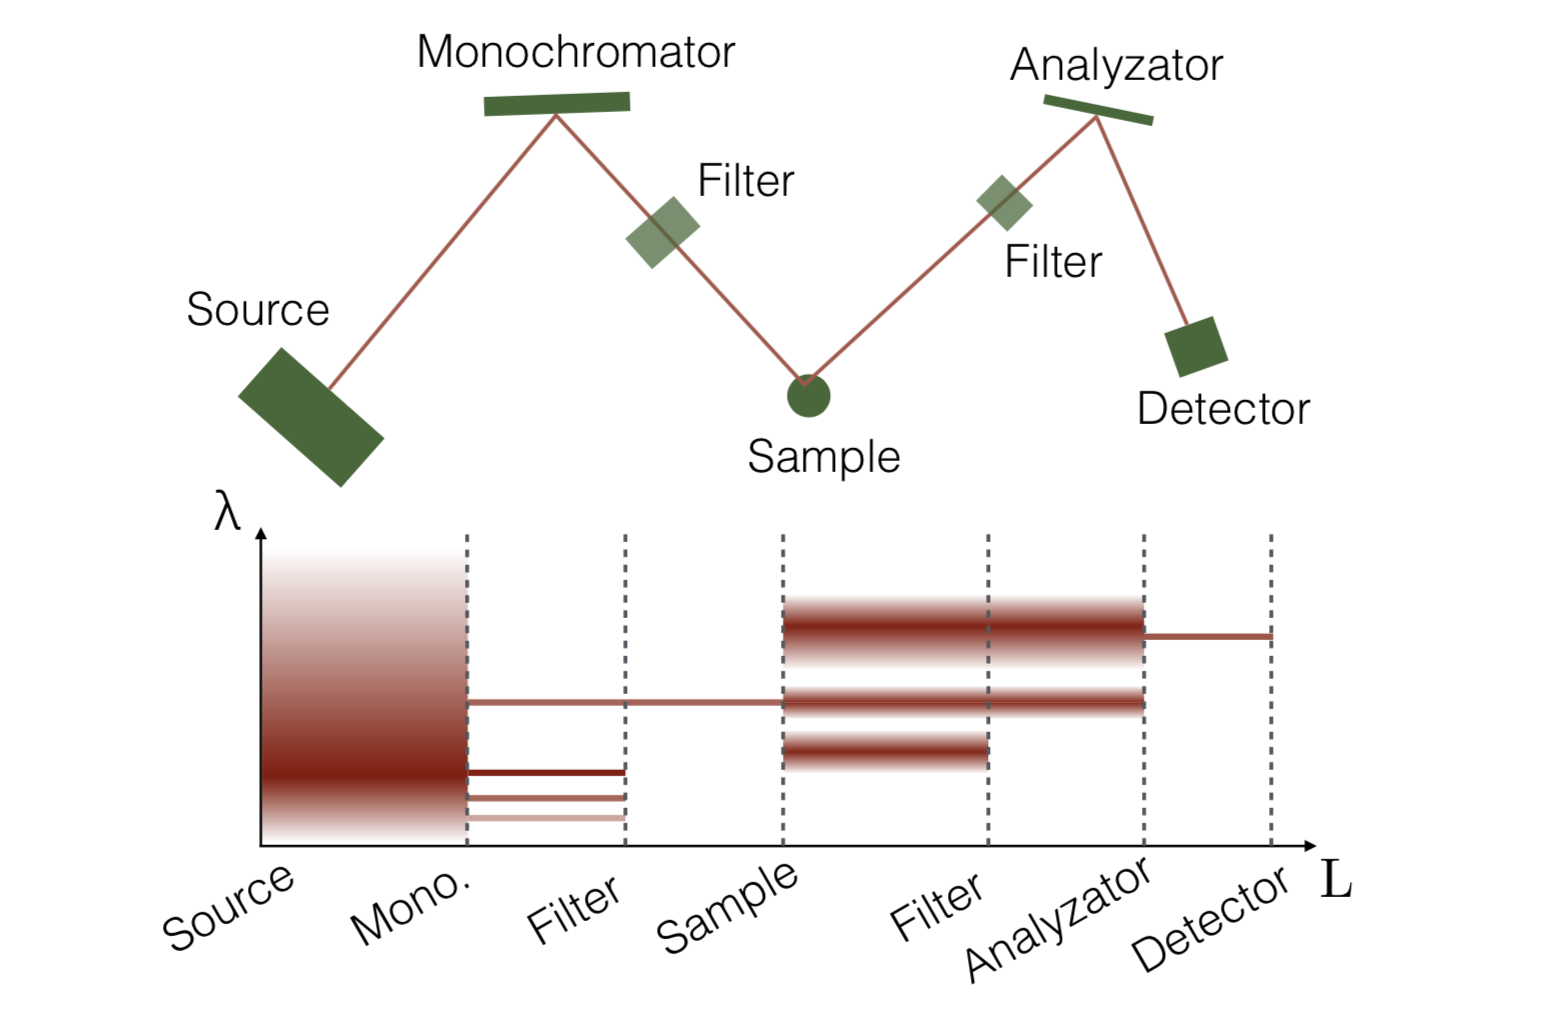 Monochromator
Analyzator
Filter
Filter
Source
Detector
Sample
λ
Source
Mono.
Filter
Sample
Filter
Analyzator
Detector
L